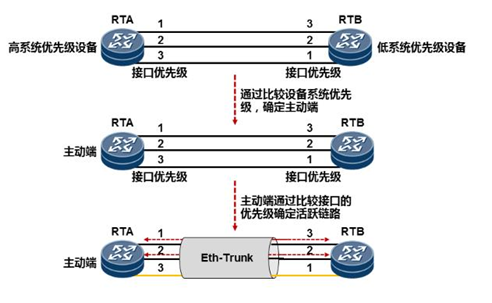 RTA 1 3 RTB
高系统优先级设备 2 2 低系统优先级设备
3 1
接口优先级 接口优先级
通过比较设备系统优先
级，确定主动端
RTA 1 3 RTB
主动端 2 2
3 1
接口优先级 接口优先级
主动端通过比较接口的
优先级确定活跃链路
RTA 1 3 RTB
2 Eth-Trunk 2
主动端 3 1